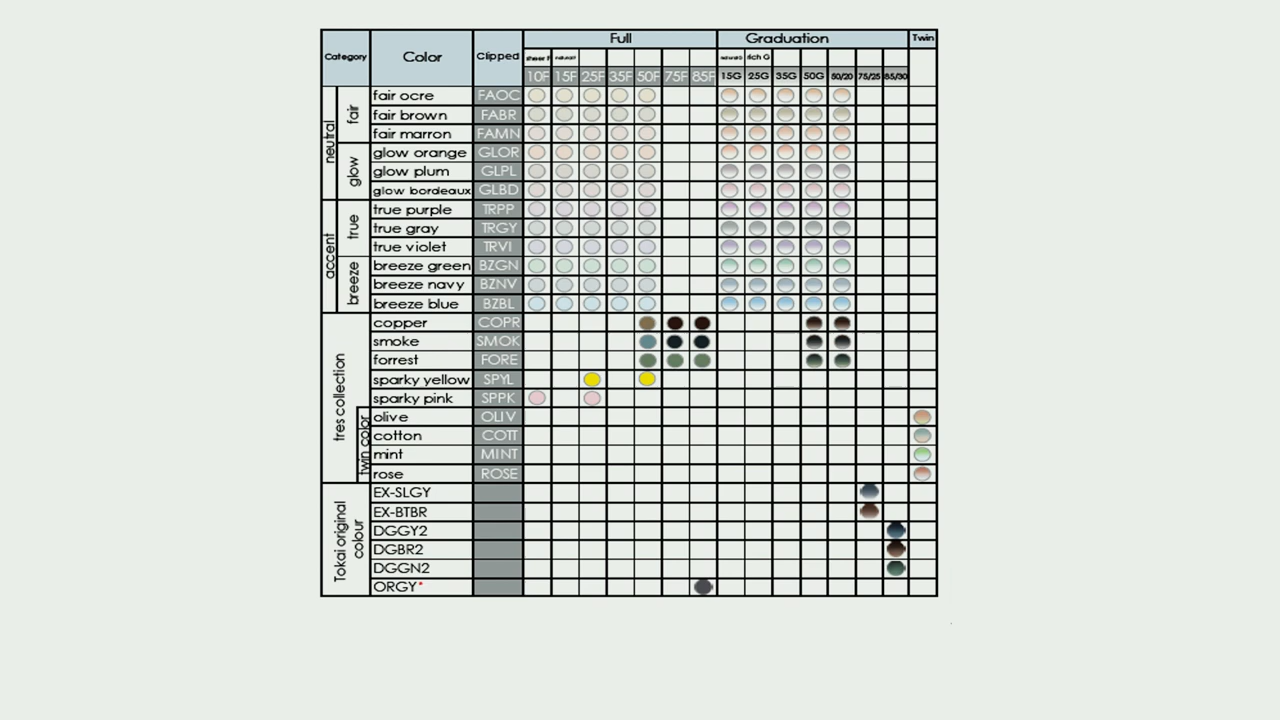 Full Graduation Twin
Category Color Clipped
rich G
10F 15F 25F 35F 50F 75F 85F 15G 25G 35G 50G 50/20 75/25 85/30
neutral
fair
fair ocre FAOC
fair brown FABR
fair marron FAMN
glow
glow orange GLOR
glow plum GLPL
glow bordeaux GLBD
accent
true
true purple TRPP
true gray TRGY
true violet TRVI
breeze
breeze green BZGN
breeze navy BZNV
breeze blue BZBL
tres collection
copper COPR
smoke SMOK
forrest FORE
sparky yellow SPYL
sparky pink SPPK
twin color
olive OLIV
cotton COTT
mint MINT
rose ROSE
Tokai original
colour
EX-SLGY
EX-BTBR
DGGY2
DGBR2
DGGN2
ORGY*